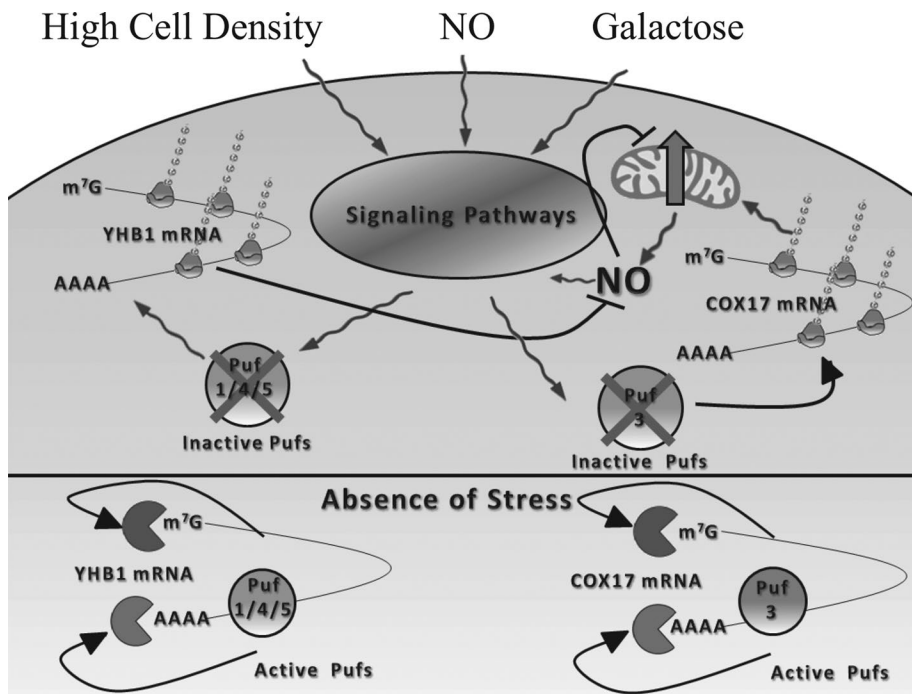 High Cell Density
NO
Galactose
Signaling Pathways
m⁷G
YHB1 mRNA
AAAA
NO
m⁷G
COX17 mRNA
AAAA
Puf
1/4/5
Inactive Pufs
Puf
3
Inactive Pufs
Absence of Stress
m⁷G
YHB1 mRNA
AAAA
Puf
1/4/5
Active Pufs
m⁷G
COX17 mRNA
AAAA
Puf
3
Active Pufs